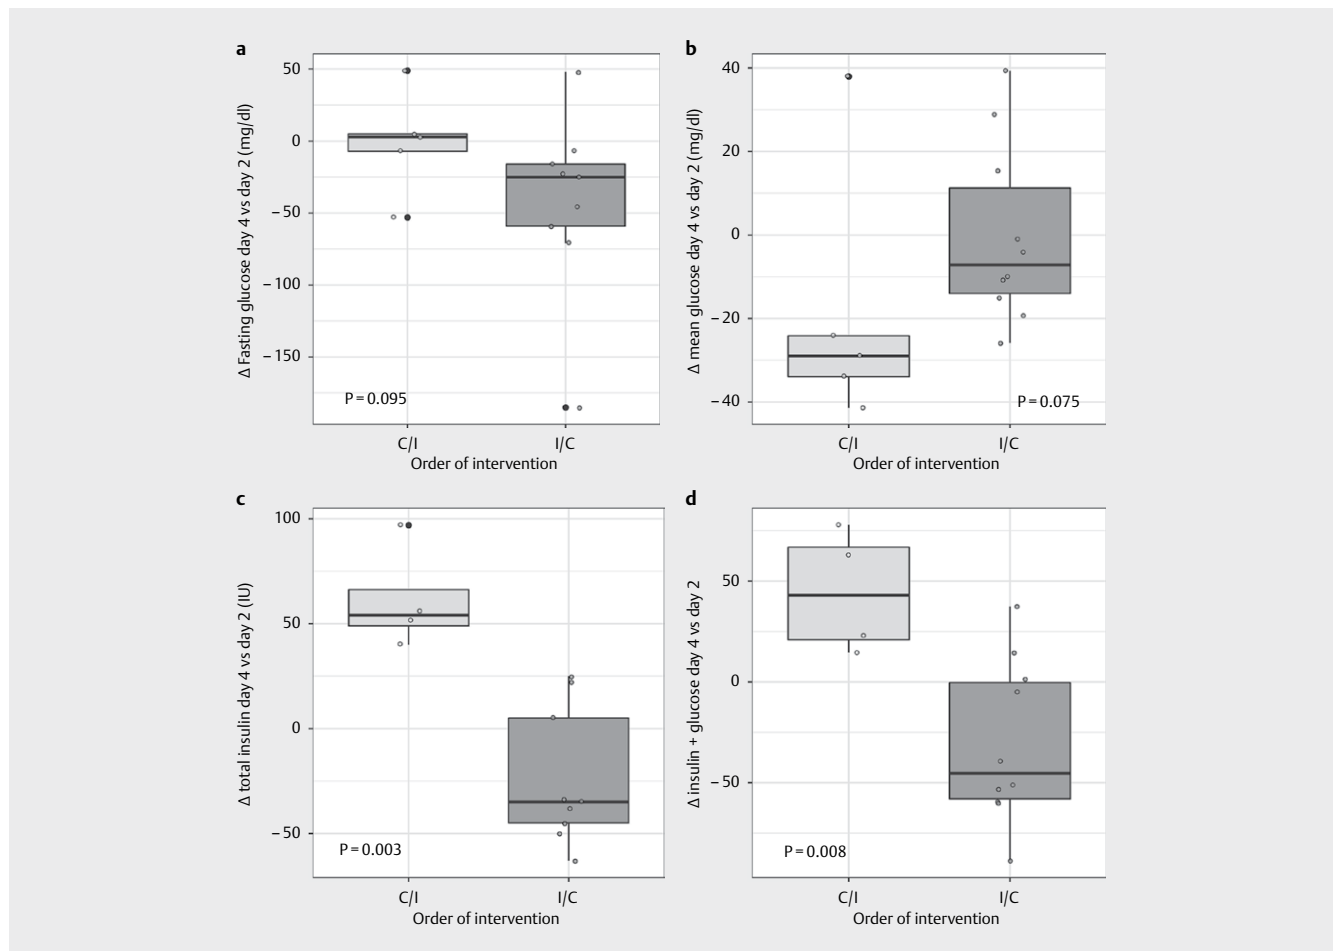 a
Δ Fasting glucose day 4 vs day 2 (mg/dl)
50
0
−50
−100
−150
P = 0.095
C/I
I/C
Order of intervention
b
Δ mean glucose day 4 vs day 2 (mg/dl)
40
20
0
−20
−40
P = 0.075
C/I
I/C
Order of intervention
c
Δ total insulin day 4 vs day 2 (IU)
100
50
0
−50
P = 0.003
C/I
I/C
Order of intervention
d
Δ insulin + glucose day 4 vs day 2
50
0
−50
P = 0.008
C/I
I/C
Order of intervention